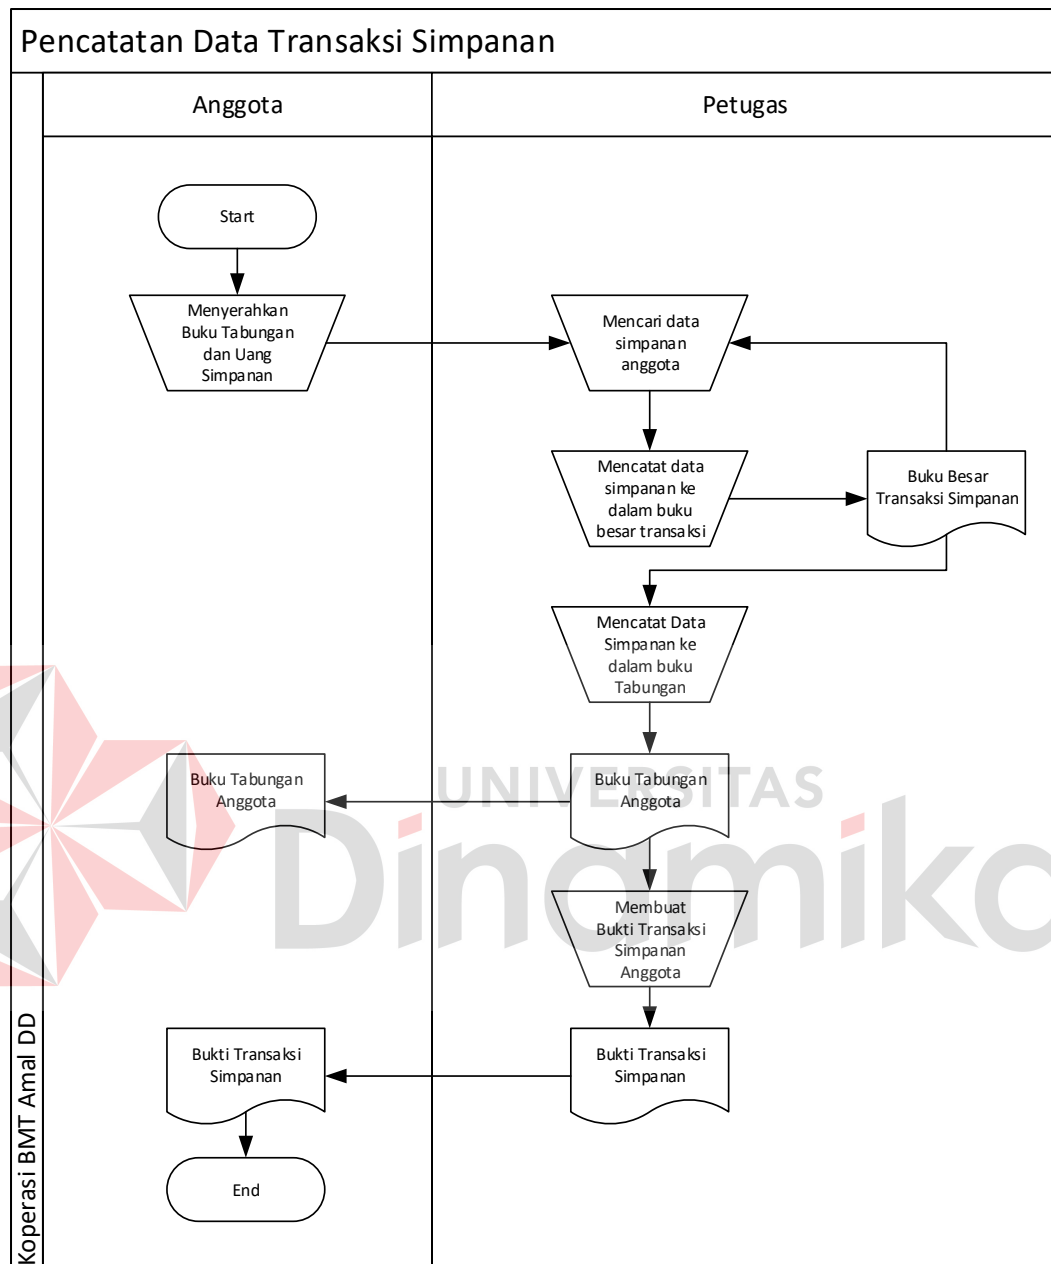 Pencatatan Data Transaksi Simpanan
Anggota
Petugas
Koperasi BMT Amal DD
Start
Menyerahkan
Buku Tabungan
dan Uang
Simpanan
Mencari data
simpanan
anggota
Mencatat data
simpanan ke
dalam buku
besar transaksi
Buku Besar
Transaksi Simpanan
Mencatat Data
Simpanan ke
dalam buku
Tabungan
Buku Tabungan
Anggota
Buku Tabungan
Anggota
UNIVERSITAS
Dinamika
Membuat
Bukti Transaksi
Simpanan
Anggota
Bukti Transaksi
Simpanan
Bukti Transaksi
Simpanan
End